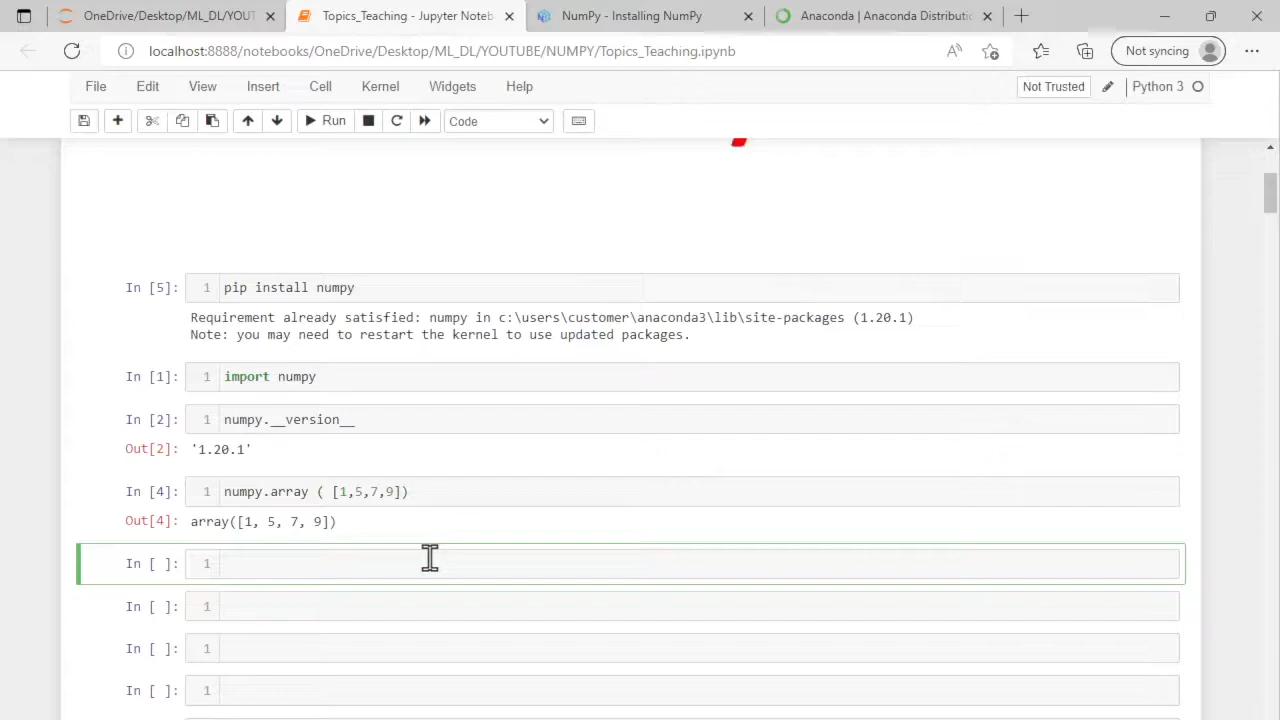 OneDrive/Desktop/ML_DL/YOUT
Topics_Teaching - Jupyter Noteb
NumPy - Installing NumPy
Anaconda | Anaconda Distributi
localhost:8888/notebooks/OneDrive/Desktop/ML_DL/YOUTUBE/NUMPY/Topics_Teaching.ipynb
Not syncing
File Edit View Insert Cell Kernel Widgets Help
Not Trusted
Python 3
Run
Code
In [5]: 1 pip install numpy
Requirement already satisfied: numpy in c:\users\customer\anaconda3\lib\site-packages (1.20.1)
Note: you may need to restart the kernel to use updated packages.
In [1]: 1 import numpy
In [2]: 1 numpy.__version__
Out[2]: '1.20.1'
In [4]: 1 numpy.array ( [1,5,7,9])
Out[4]: array([1, 5, 7, 9])
In [ ]: 1
In [ ]: 1
In [ ]: 1
In [ ]: 1